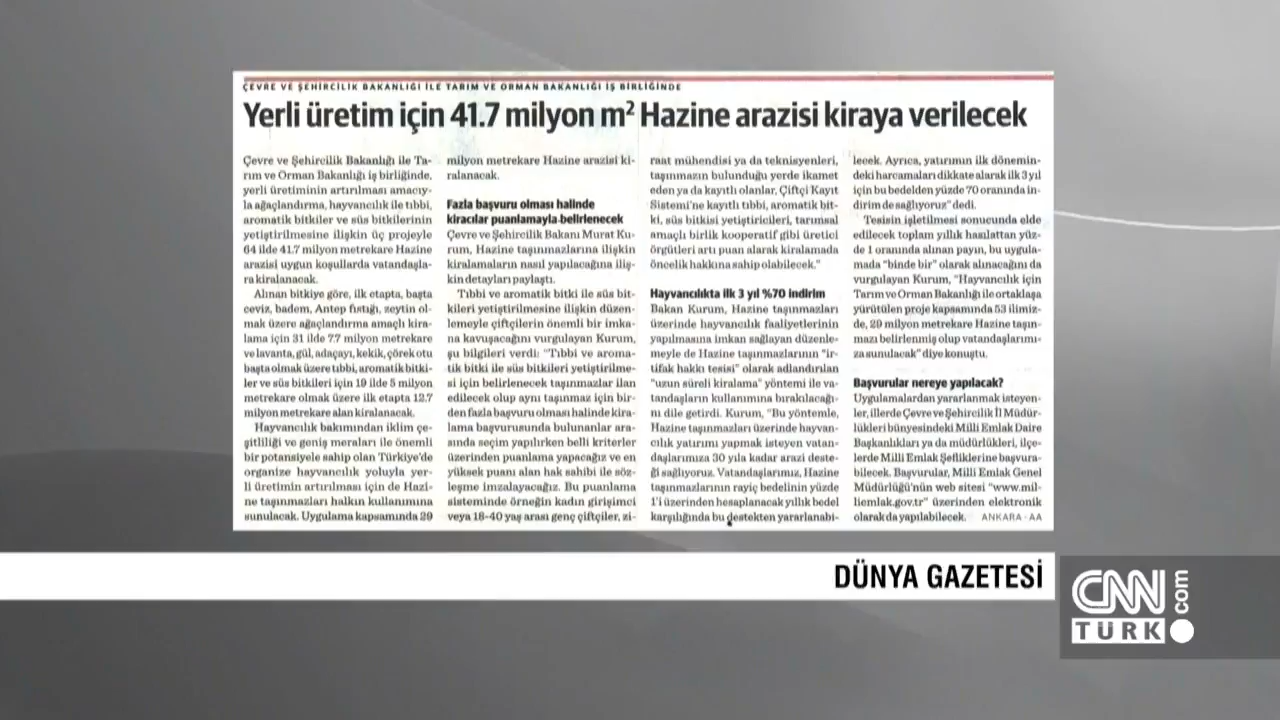 ÇEVRE VE ŞEHİRCİLİK BAKANLIĞI İLE TARIM VE ORMAN BAKANLIĞI İŞ BİRLİĞİNDE
Yerli üretim için 41.7 milyon m² Hazine arazisi kiraya verilecek
Çevre ve Şehircilik Bakanlığı ile Ta-
rım ve Orman Bakanlığı iş birliğinde,
yerli üretiminin artırılması amacıy-
la ağaçlandırma, hayvancılık ile tıbbi,
aromatik bitkiler ve süs bitkilerinin
yetiştirilmesine ilişkin üç projeyle
64 ilde 41.7 milyon metrekare Hazine
arazisi uygun koşullarda vatandaşla-
ra kiralanacak.
Alınan bitkiye göre, ilk etapta, başta
ceviz, badem, Antep fıstığı, zeytin ol-
mak üzere ağaçlandırma amaçlı kira-
lama için 31 ilde 7.7 milyon metrekare
ve lavanta, gül, adaçayı, kekik, çörek otu
başta olmak üzere tıbbi, aromatik bitki-
ler ve süs bitkileri için 19 ilde 5 milyon
metrekare olmak üzere ilk etapta 12.7
milyon metrekare alan kiralanacak.
Hayvancılık bakımından iklim çe-
şitliliği ve geniş meraları ile önemli
bir potansiyele sahip olan Türkiye'de
organize hayvancılık yoluyla yer-
li üretimin artırılması için de Hazi-
ne taşınmazları halkın kullanımına
sunulacak. Uygulama kapsamında 29
milyon metrekare Hazine arazisi ki-
ralanacak.
Fazla başvuru olması halinde
kiracılar puanlamayla belirlenecek
Çevre ve Şehircilik Bakanı Murat Ku-
rum, Hazine taşınmazlarına ilişkin
kiralamaların nasıl yapılacağına iliş-
kin detayları paylaştı.
Tıbbi ve aromatik bitki ile süs bit-
kileri yetiştirilmesine ilişkin düzen-
lemeyle çiftçilerin önemli bir imka-
na kavuşacağını vurgulayan Kurum,
şu bilgileri verdi: "Tıbbi ve aroma-
tik bitki ile süs bitkileri yetiştirilme-
si için belirlenecek taşınmazlar ilan
edilecek olup aynı taşınmaz için bir-
den fazla başvuru olması halinde kira-
lama başvurusunda bulunanlar ara-
sında seçim yapılırken belli kriterler
üzerinden puanlama yapacağız ve en
yüksek puanı alan hak sahibi ile söz-
leşme imzalayacağız. Bu puanlama
sisteminde örneğin kadın girişimci
veya 18-40 yaş arası genç çiftçiler, zi-
raat mühendisi ya da teknisyenleri,
taşınmazın bulunduğu yerde ikamet
eden ya da kayıtlı olanlar, Çiftçi Kayıt
Sistemi'ne kayıtlı tıbbi, aromatik bit-
ki, süs bitkisi yetiştiricileri, tarımsal
amaçlı birlik kooperatif gibi üretici
örgütleri artı puan alarak kiralamada
öncelik hakkına sahip olabilecek."
Hayvancılıkta ilk 3 yıl %70 indirim
Bakan Kurum, Hazine taşınmazları
üzerinde hayvancılık faaliyetlerinin
yapılmasına imkan sağlayan düzenle-
meyle de Hazine taşınmazlarının "ir-
tifak hakkı tesisi" olarak adlandırılan
"uzun süreli kiralama" yöntemi ile va-
tandaşların kullanımına bırakılacağı-
nı dile getirdi. Kurum, "Bu yöntemle,
Hazine taşınmazları üzerinde hayvan-
cılık yatırımı yapmak isteyen vatan-
daşlarımıza 30 yıla kadar arazi deste-
ği sağlıyoruz. Vatandaşlarımız, Hazine
taşınmazlarının rayiç bedelinin yüzde
1'i üzerinden hesaplanacak yıllık bedel
karşılığında bu destekten yararlanabi-
lecek. Ayrıca, yatırımın ilk dönemin-
deki harcamaları dikkate alarak ilk 3 yıl
için bu bedelden yüzde 70 oranında in-
dirim de sağlıyoruz" dedi.
Tesisin işletilmesi sonucunda elde
edilecek toplam yıllık hasılattan yüz-
de 1 oranında alınan payın, bu uygula-
mada "binde bir" olarak alınacağını da
vurgulayan Kurum, "Hayvancılık için
Tarım ve Orman Bakanlığı ile ortaklaşa
yürütülen proje kapsamında 53 ilimiz-
de, 29 milyon metrekare Hazine taşın-
mazı belirlenmiş olup vatandaşlarımı-
za sunulacak" diye konuştu.
Başvurular nereye yapılacak?
Uygulamalardan yararlanmak isteyen-
ler, illerde Çevre ve Şehircilik İl Müdür-
lükleri bünyesindeki Milli Emlak Daire
Başkanlıkları ya da müdürlükleri, ilçe-
lerde Milli Emlak Şefliklerine başvura-
bilecek. Başvurular, Milli Emlak Genel
Müdürlüğü'nün web sitesi "www.mil-
liemlak.gov.tr" üzerinden elektronik
olarak da yapılabilecek. ANKARA - AA
DÜNYA GAZETESİ
CNN
TÜRK
.com